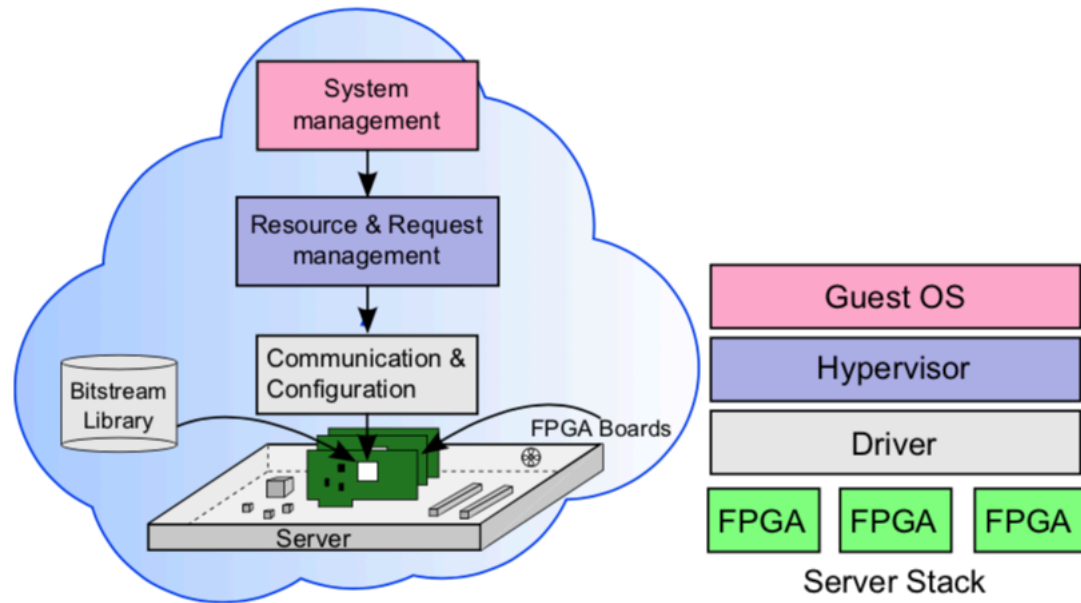 System
management
Resource & Request
management
Communication &
Configuration
Bitstream
Library
FPGA Boards
Server
Guest OS
Hypervisor
Driver
FPGA FPGA FPGA
Server Stack